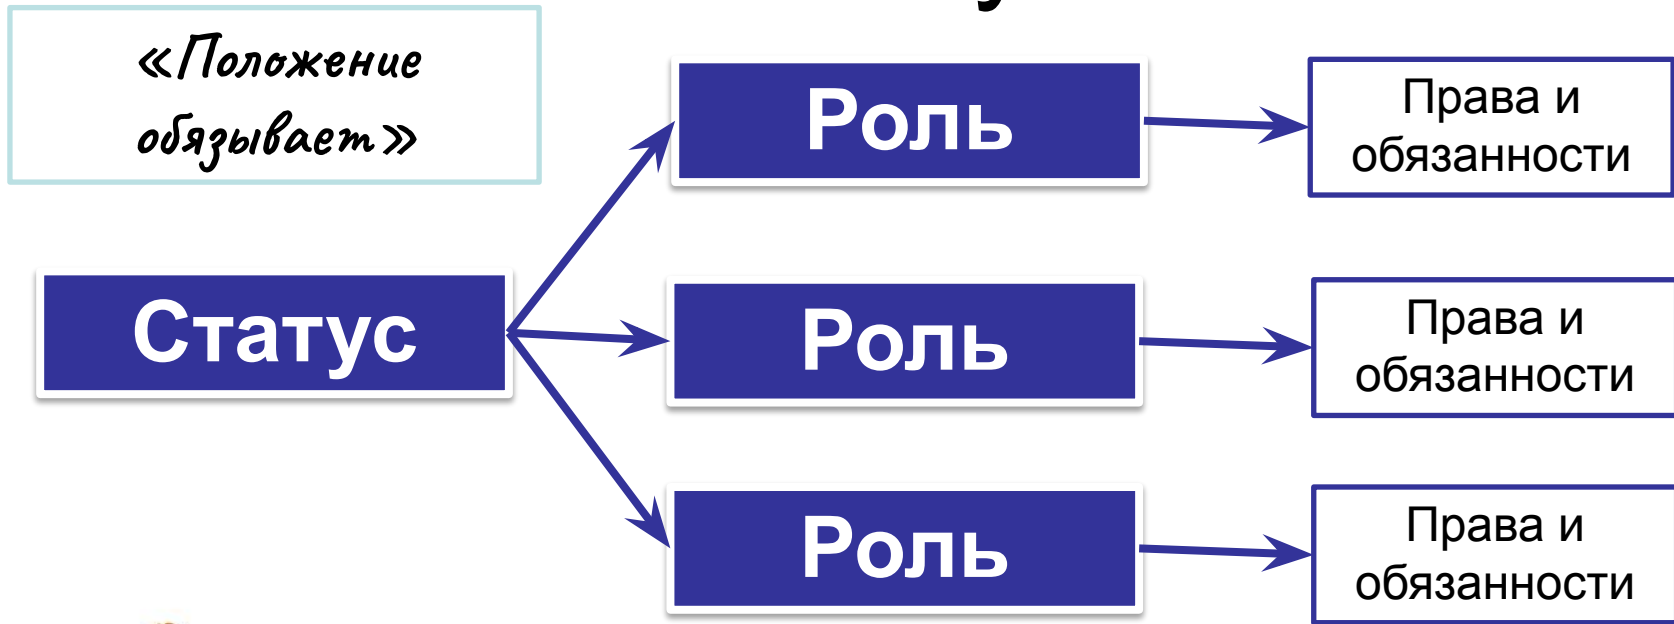 «Положение
обязывает»
Роль
Права и
обязанности
Статус
Роль
Права и
обязанности
Роль
Права и
обязанности